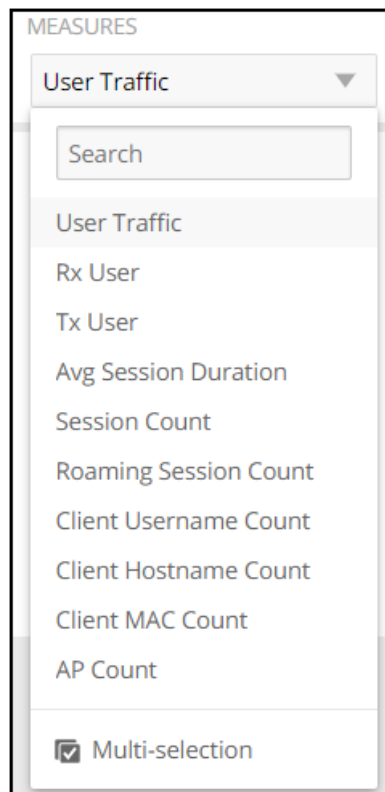 MEASURES
User Traffic
Search
User Traffic
Rx User
Tx User
Avg Session Duration
Session Count
Roaming Session Count
Client Username Count
Client Hostname Count
Client MAC Count
AP Count
Multi-selection